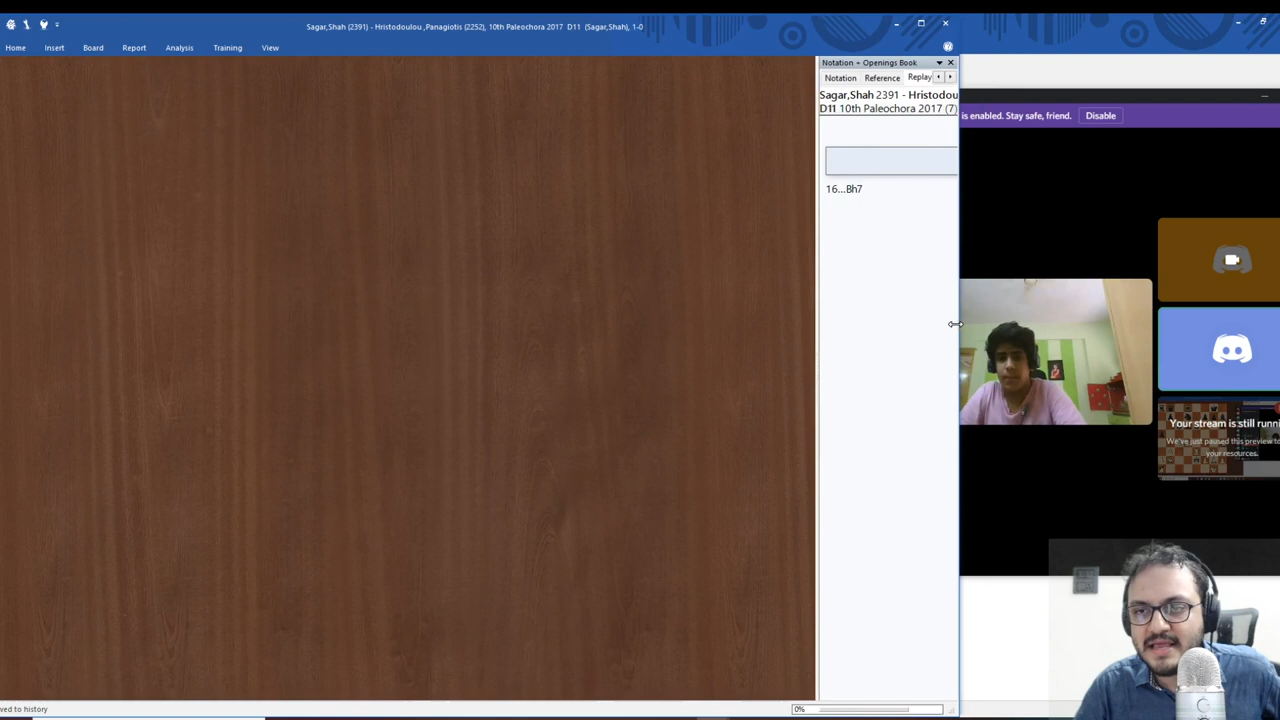 Sagar,Shah (2391) - Hristodoulou ,Panagiotis (2252), 10th Paleochora 2017 D11 (Sagar,Shah), 1-0
Home Insert Board Report Analysis Training View
Notation + Openings Book
Notation Reference Replay
Sagar,Shah 2391 - Hristodou
D11 10th Paleochora 2017 (7)
16...Bh7
is enabled. Stay safe, friend. Disable
Your stream is still runni
We've just paused this preview to
your resources.
ved to history
0%